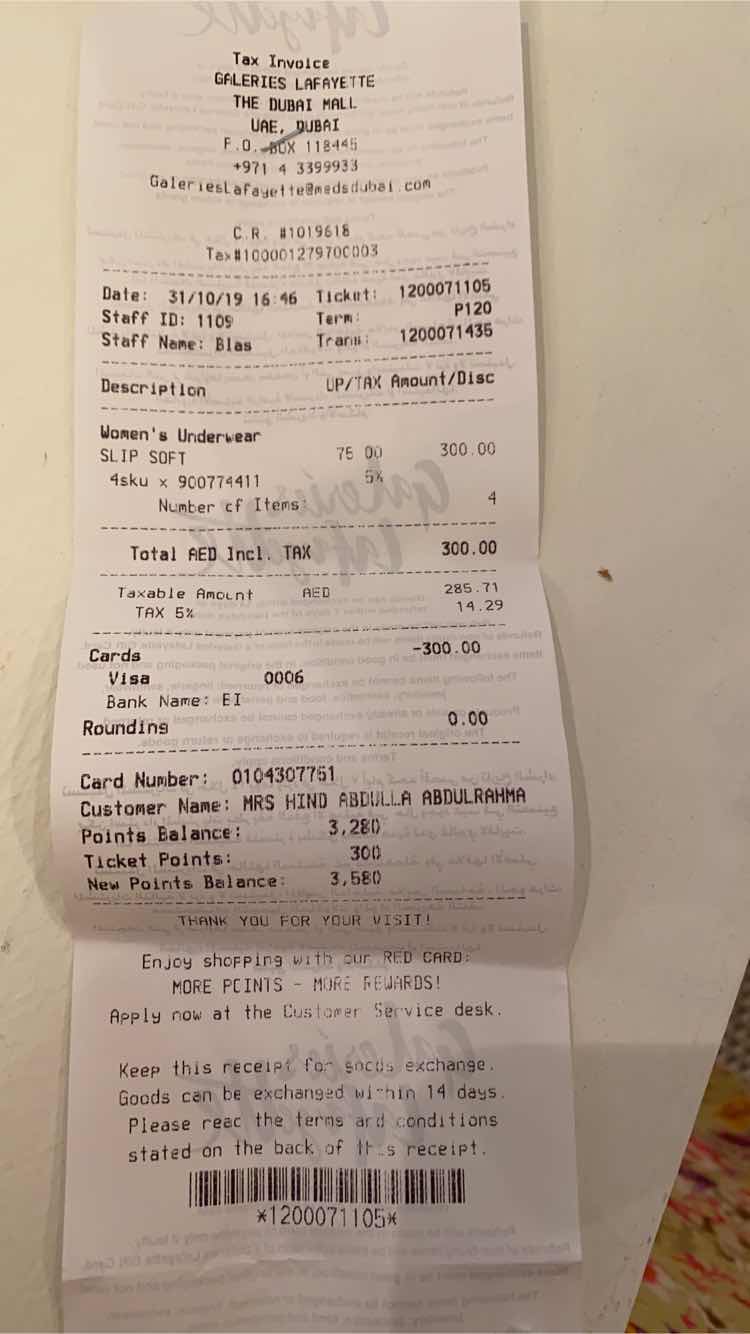 Tax Invoice
GALERIES LAFAYETTE
THE DUBAI MALL
UAE, DUBAI
P.O. BOX 118445
+971 4 3399933
GaleriesLafayette@medsdubai.com
C.R. #1019618
Tax#100001279700003
Date: 31/10/19 16:46 Ticket: 1200071105
Staff ID: 1109 Term: P120
Staff Name: Blas Trans: 1200071435
Description UP/TAX Amount/Disc
Women's Underwear
SLIP SOFT 75.00 300.00
4sku x 900774411 5%
Number of Items: 4
Total AED Incl. TAX 300.00
Taxable Amount AED 285.71
TAX 5% 14.29
Cards -300.00
Visa 0006
Bank Name: EI
Rounding 0.00
Card Number: 0104307751
Customer Name: MRS HIND ABDULLA ABDULRAHMA
Points Balance: 3,280
Ticket Points: 300
New Points Balance: 3,580
THANK YOU FOR YOUR VISIT!
Enjoy shopping with our RED CARD:
MORE POINTS - MORE REWARDS!
Apply now at the Customer Service desk.
Keep this receipt for goods exchange.
Goods can be exchanged within 14 days.
Please read the terms and conditions
stated on the back of this receipt.
*1200071105*